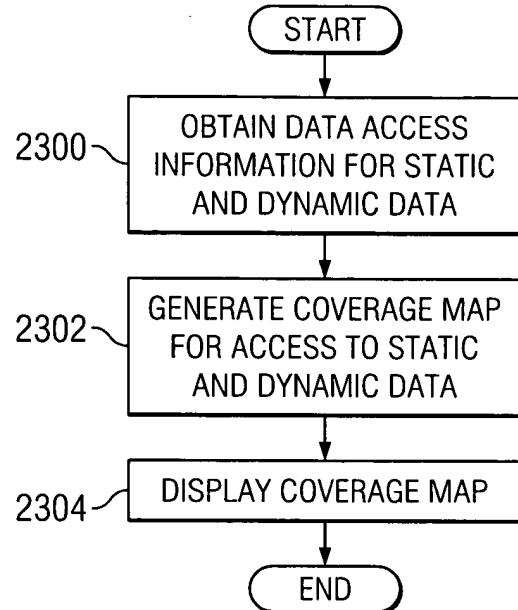 START
2300
OBTAIN DATA ACCESS
INFORMATION FOR STATIC
AND DYNAMIC DATA
2302
GENERATE COVERAGE MAP
FOR ACCESS TO STATIC
AND DYNAMIC DATA
2304
DISPLAY COVERAGE MAP
END